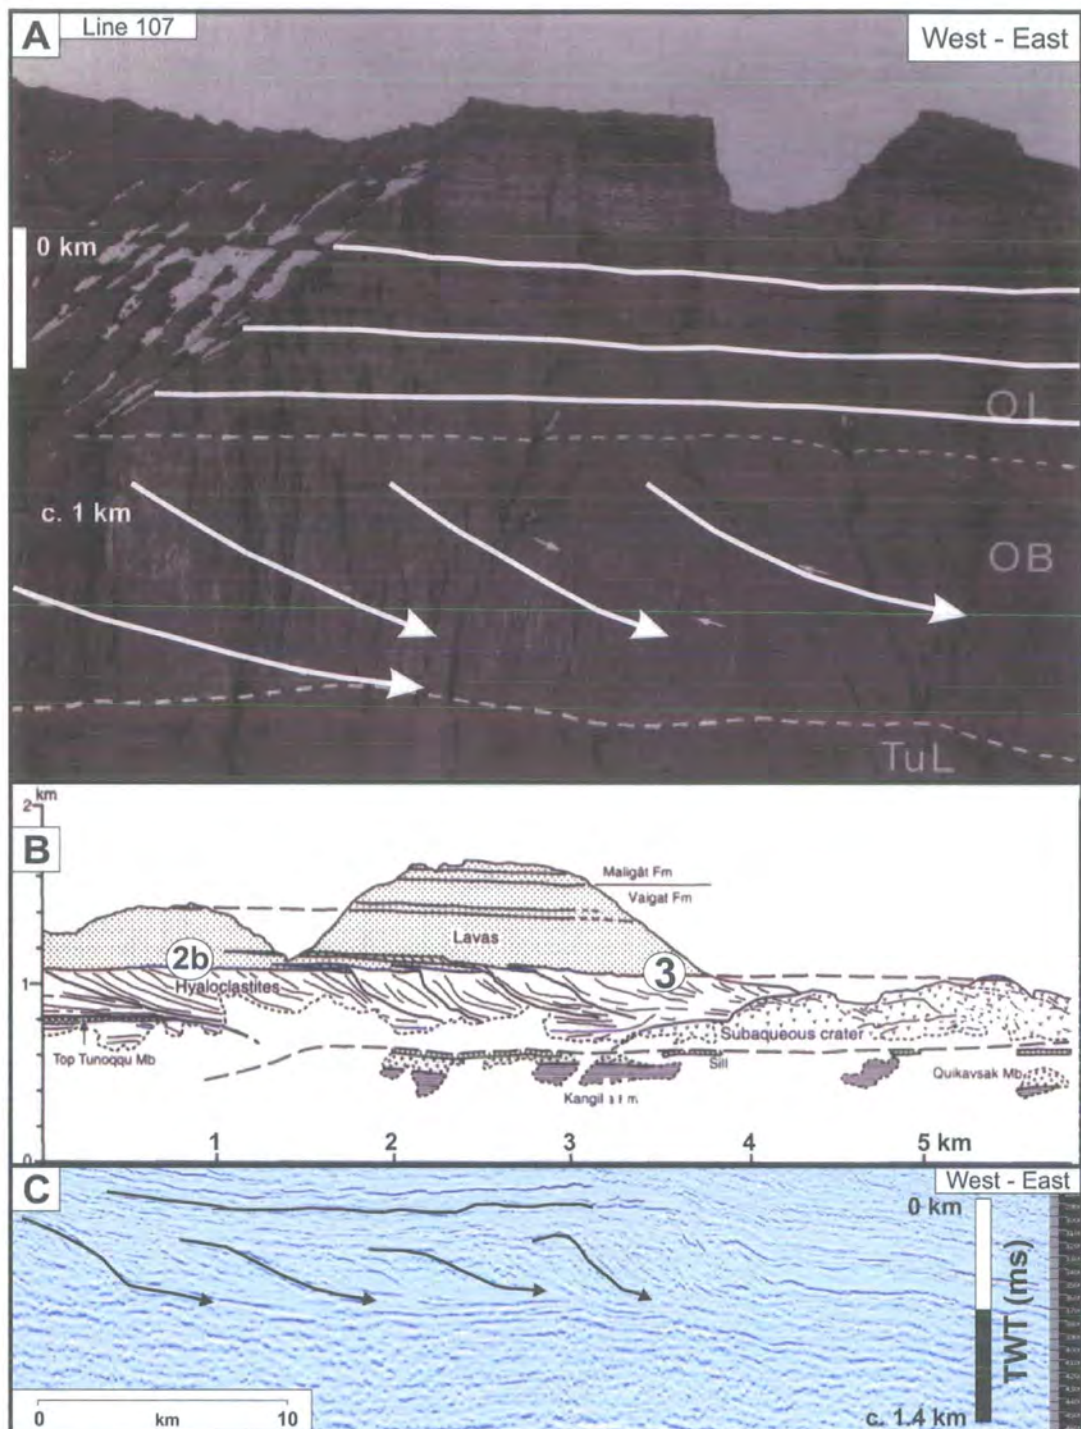 A
Line 107
West - East
0 km
OL
c. 1 km
OB
TuL
B
km
2
Maligât Fm
Vaigat Fm
Lavas
2b
3
Hyaloclastites
1
Subaqueous crater
Top Tunoqqu Mb
Sill
Quikavsak Mb
0
1
2
3
4
5 km
C
West - East
0 km
TWT (ms)
c. 1.4 km
0
km
10